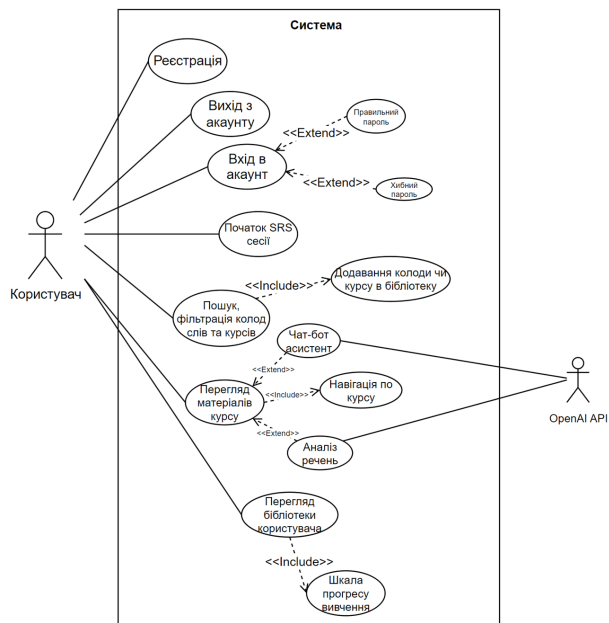 Система
Реєстрація
Вихід з
акаунту
Правильний
пароль
<<Extend>>
Вхід в
акаунт
<<Extend>>
Хибний
пароль
Початок SRS
сесії
Користувач
<<Include>>
Додавання колоди чи
курсу в бібліотеку
Пошук,
фільтрація колод
слів та курсів
Чат-бот
асистент
<<Extend>>
Перегляд
матеріалів
курсу
<<Include>>
Навігація по
курсу
OpenAI API
<<Extend>>
Аналіз
речень
Перегляд
бібліотеки
користувача
<<Include>>
Шкала
прогресу
вивчення